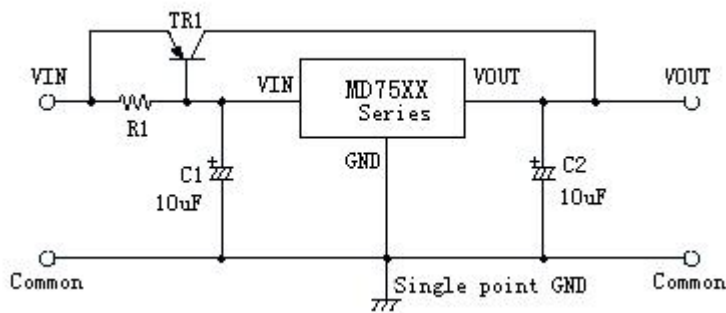 TR1
VIN
VIN
MD75XX
Series
VOUT
VOUT
R1
GND
C1
10uF
C2
10uF
Common
Single point GND
Common